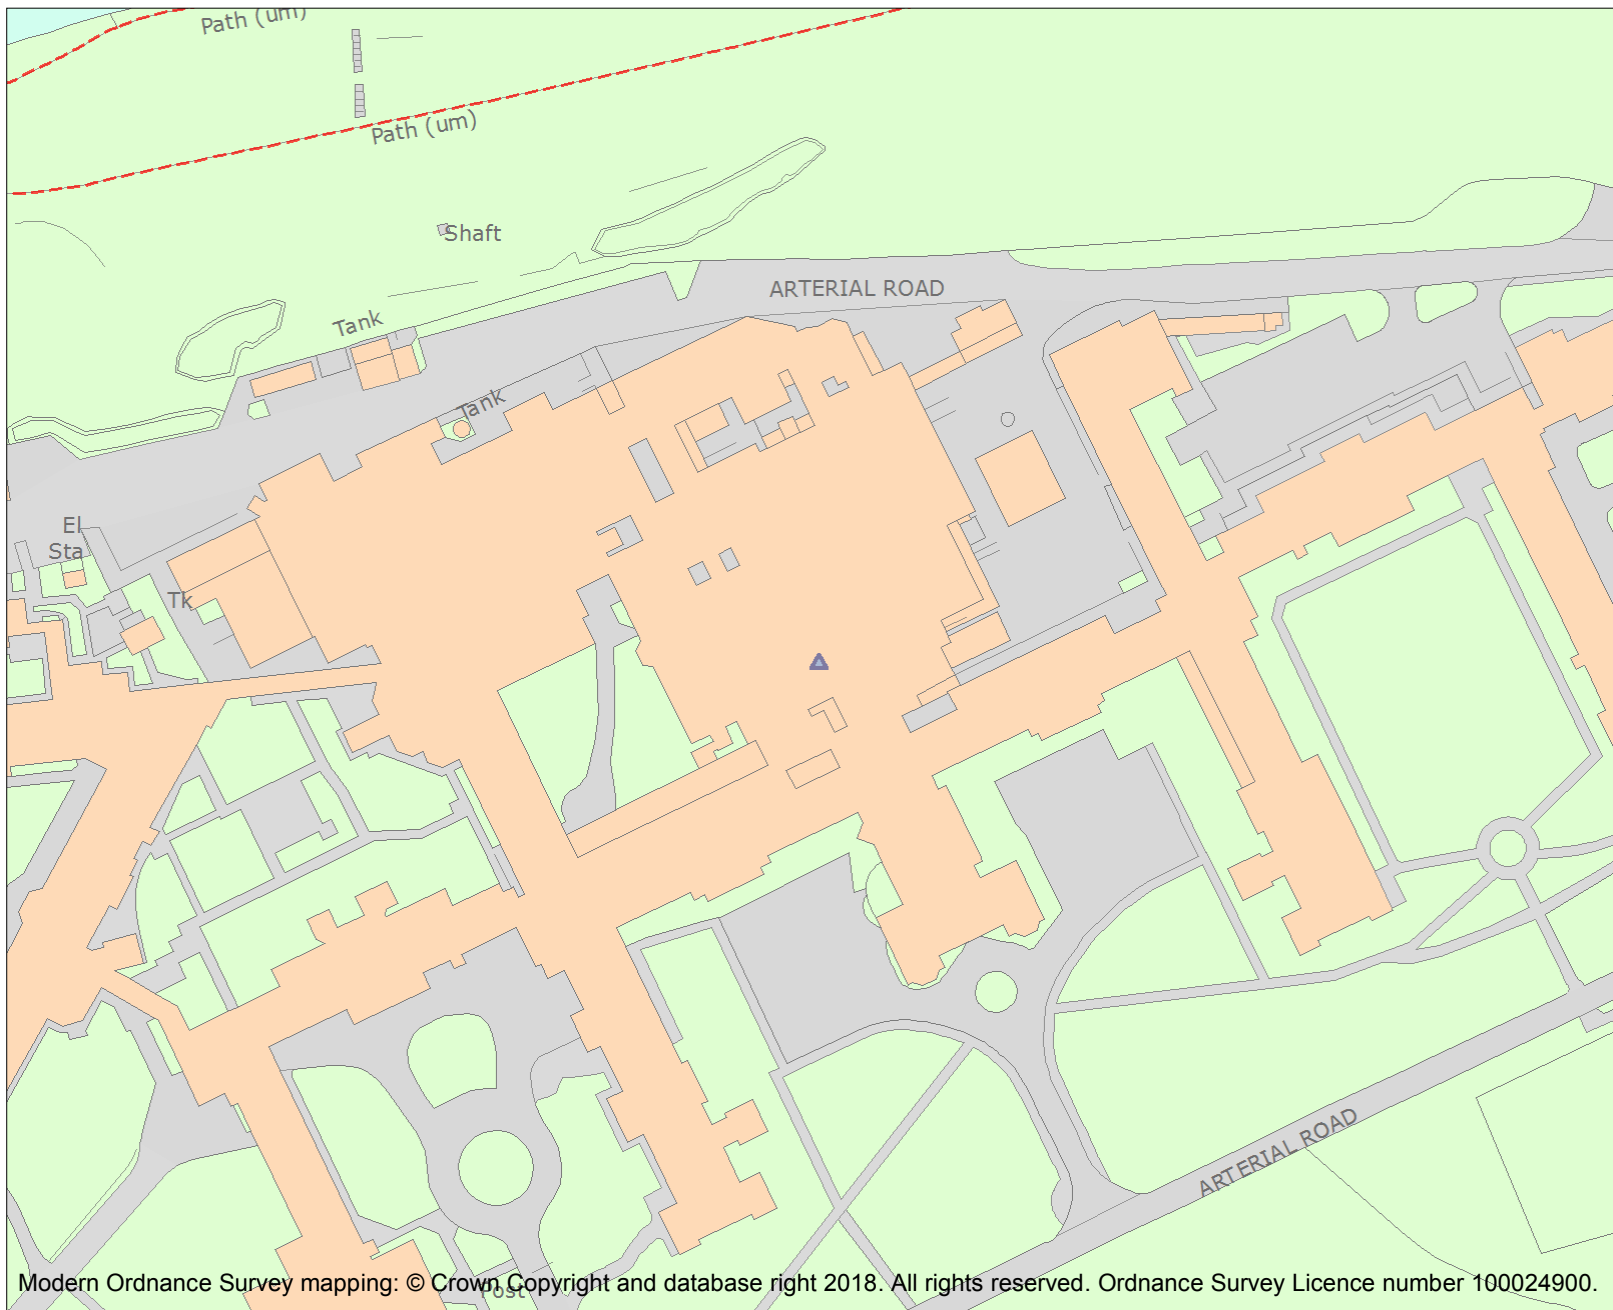 Path (um)
Path (um)
Shaft
ARTERIAL ROAD
Tank
Tank
El
Sta
Tk
ARTERIAL ROAD
Post
Modern Ordnance Survey mapping: © Crown Copyright and database right 2018. All rights reserved. Ordnance Survey Licence number 100024900.